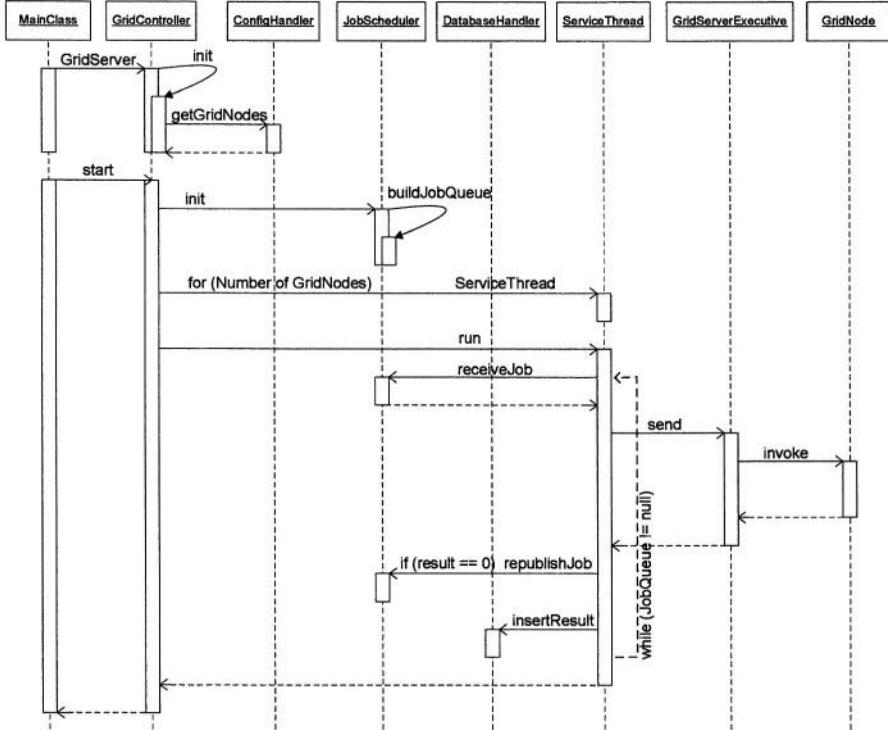 MainClass GridController ConfigHandler JobScheduler DatabaseHandler ServiceThread GridServerExecutive GridNode
GridServer init
getGridNodes
start
init buildJobQueue
for (Number of GridNodes) ServiceThread
run
receiveJob
send
invoke
while (JobQueue != null)
if (result == 0) republishJob
insertResult